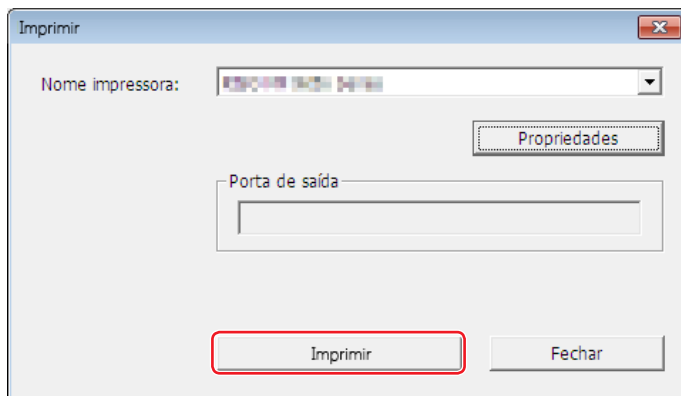 Imprimir
Nome impressora:
Propriedades
Porta de saída
Imprimir
Fechar